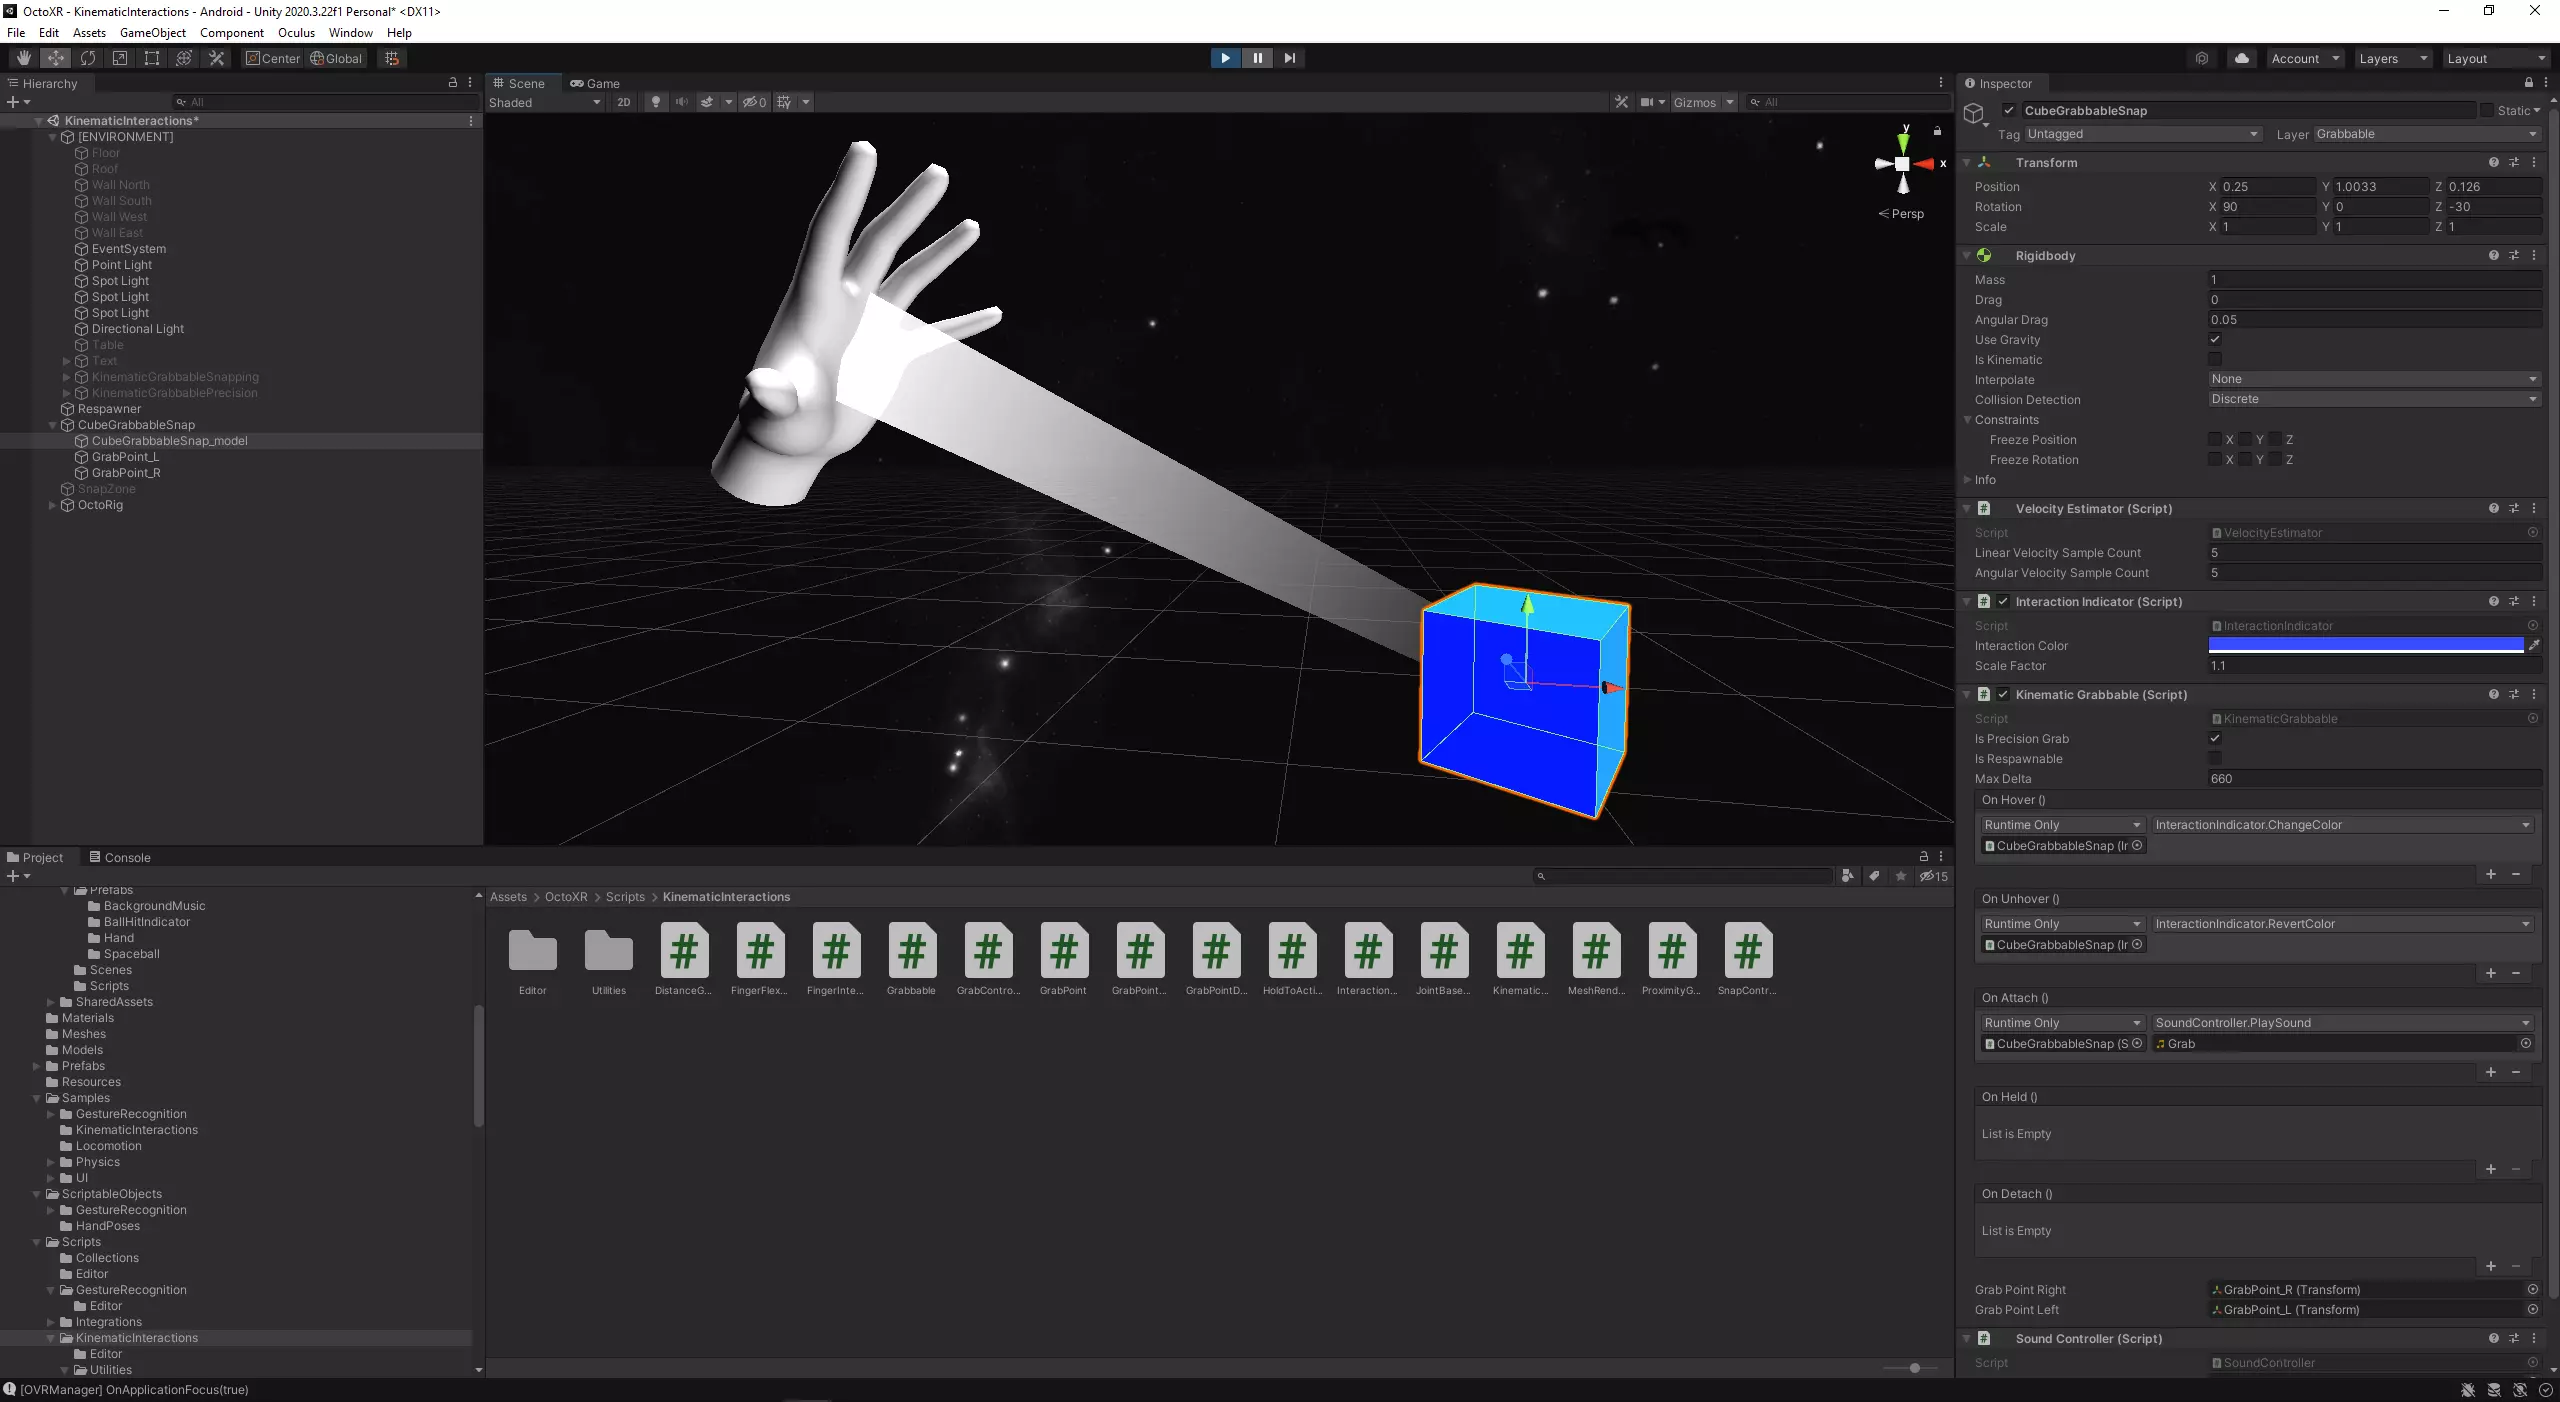 OctoXR - KinematicInteractions - Android - Unity 2020.3.22f1 Personal* <DX11>
File Edit Assets GameObject Component Oculus Window Help
Center Global
Account Layers Layout
Hierarchy
All
KinematicInteractions*
[ENVIRONMENT]
Floor
Roof
Wall North
Wall South
Wall West
Wall East
EventSystem
Point Light
Spot Light
Spot Light
Spot Light
Directional Light
Table
Text
KinematicGrabbableSnapping
KinematicGrabbablePrecision
Respawner
CubeGrabbableSnap
CubeGrabbableSnap_model
GrabPoint_L
GrabPoint_R
SnapZone
OctoRig
Scene Game
Shaded 2D 0 Gizmos All
y
x
Persp
Project Console
15
Prefabs
BackgroundMusic
BallHitIndicator
Hand
Spaceball
Scenes
Scripts
SharedAssets
Materials
Meshes
Models
Prefabs
Resources
Samples
GestureRecognition
KinematicInteractions
Locomotion
Physics
UI
ScriptableObjects
GestureRecognition
HandPoses
Scripts
Collections
Editor
GestureRecognition
Editor
Integrations
KinematicInteractions
Editor
Utilities
Assets > OctoXR > Scripts > KinematicInteractions
Editor Utilities DistanceG... FingerFlex... FingerInte... Grabbable GrabContro... GrabPoint GrabPoint... GrabPointD... HoldToActi... Interaction... JointBase... Kinematic... MeshRend... ProximityG... SnapContr...
Inspector
CubeGrabbableSnap Static
Tag Untagged Layer Grabbable
Transform
Position X 0.25 Y 1.0033 Z 0.126
Rotation X 90 Y 0 Z -30
Scale X 1 Y 1 Z 1
Rigidbody
Mass 1
Drag 0
Angular Drag 0.05
Use Gravity
Is Kinematic
Interpolate None
Collision Detection Discrete
Constraints
Freeze Position X Y Z
Freeze Rotation X Y Z
Info
Velocity Estimator (Script)
Script VelocityEstimator
Linear Velocity Sample Count 5
Angular Velocity Sample Count 5
Interaction Indicator (Script)
Script InteractionIndicator
Interaction Color
Scale Factor 1.1
Kinematic Grabbable (Script)
Script KinematicGrabbable
Is Precision Grab
Is Respawnable
Max Delta 660
On Hover ()
Runtime Only InteractionIndicator.ChangeColor
CubeGrabbableSnap (Ir
On Unhover ()
Runtime Only InteractionIndicator.RevertColor
CubeGrabbableSnap (Ir
On Attach ()
Runtime Only SoundController.PlaySound
CubeGrabbableSnap (S Grab
On Held ()
List is Empty
On Detach ()
List is Empty
Grab Point Right GrabPoint_R (Transform)
Grab Point Left GrabPoint_L (Transform)
Sound Controller (Script)
Script SoundController
[OVRManager] OnApplicationFocus(true)